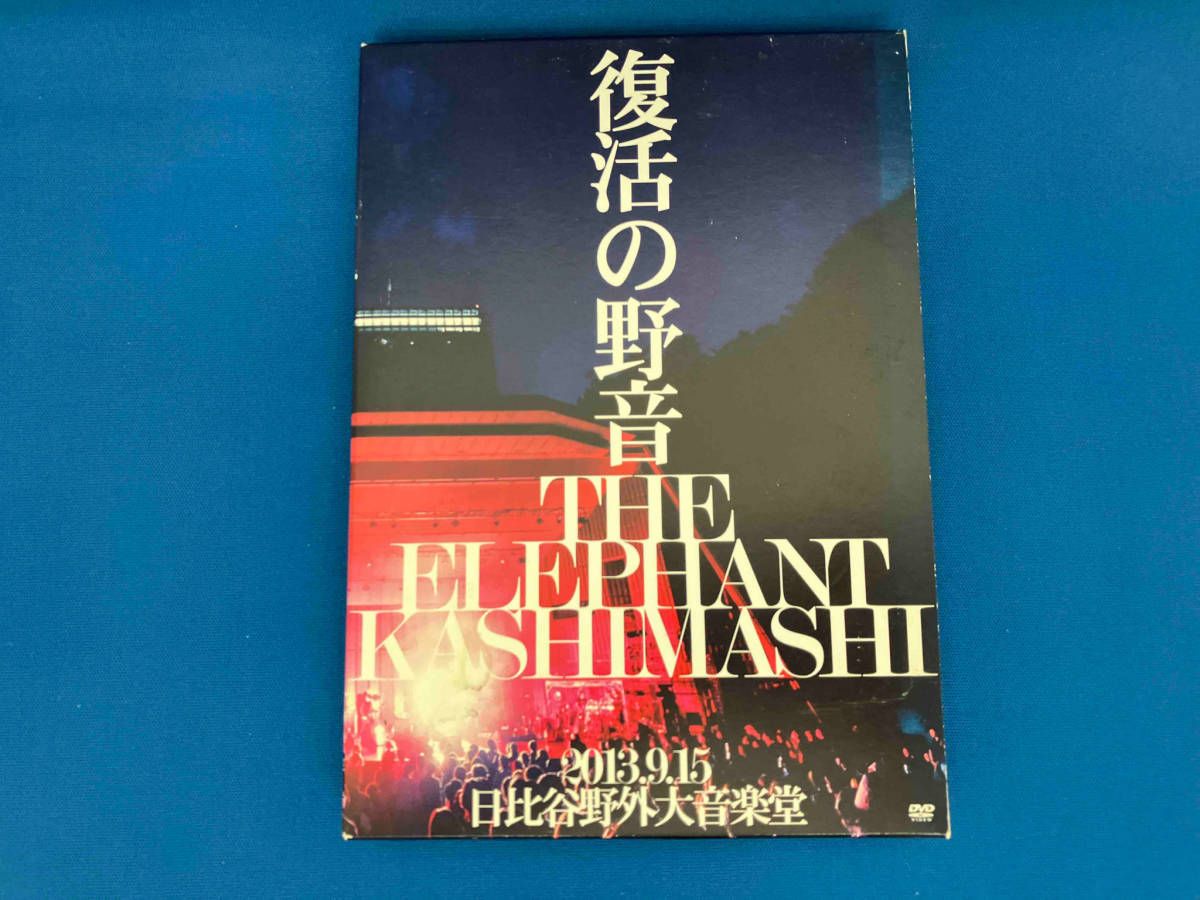 復活の野音
THE
ELEPHANT
KASHIMASHI
2013.9.15
日比谷野外大音楽堂
DVD
VIDEO